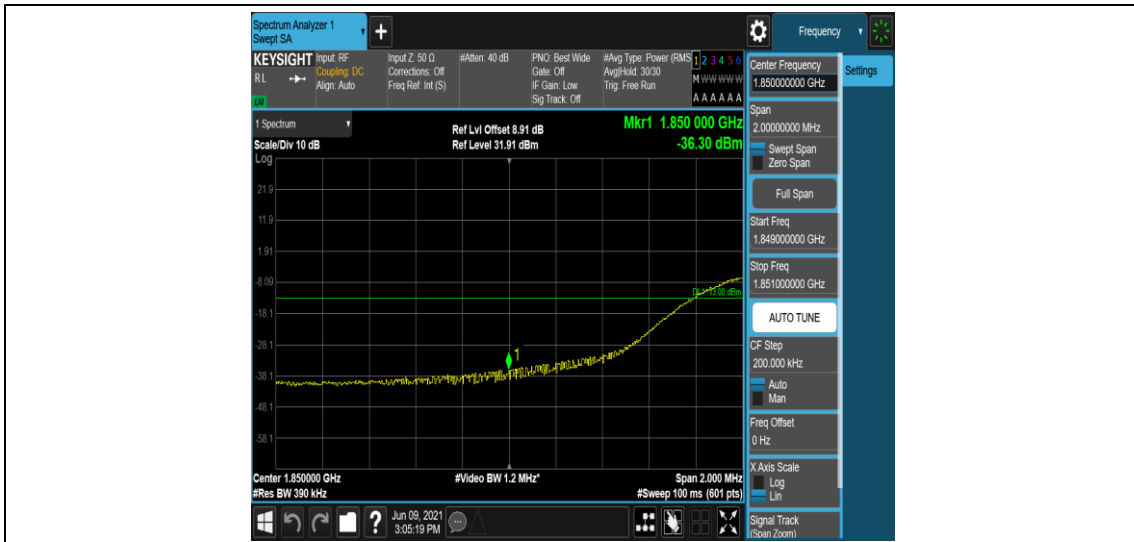 Spectrum Analyzer 1
Swept SA
+
Frequency
KEYSIGHT
RL
LXI
Input: RF
Coupling: DC
Align: Auto
Input Z: 50 Ω
Corrections: Off
Freq Ref: Int (S)
#Atten: 40 dB
PNO: Best Wide
Gate: Off
IF Gain: Low
Sig Track: Off
#Avg Type: Power (RMS
Avg|Hold: 30/30
Trig: Free Run
1 2 3 4 5 6
M W W W W W
A A A A A A
1 Spectrum
Scale/Div 10 dB
Log
Ref Lvl Offset 8.91 dB
Ref Level 31.91 dBm
Mkr1 1.850 000 GHz
-36.30 dBm
21.9
11.9
1.91
-8.09
-18.1
-28.1
-38.1
-48.1
-58.1
DL1 -13.00 dBm
1
Center 1.850000 GHz
#Res BW 390 kHz
#Video BW 1.2 MHz*
Span 2.000 MHz
#Sweep 100 ms (601 pts)
Center Frequency
1.850000000 GHz
Settings
Span
2.00000000 MHz
Swept Span
Zero Span
Full Span
Start Freq
1.849000000 GHz
Stop Freq
1.851000000 GHz
AUTO TUNE
CF Step
200.000 kHz
Auto
Man
Freq Offset
0 Hz
X Axis Scale
Log
Lin
Signal Track
(Span Zoom)
?
Jun 09, 2021
3:05:19 PM